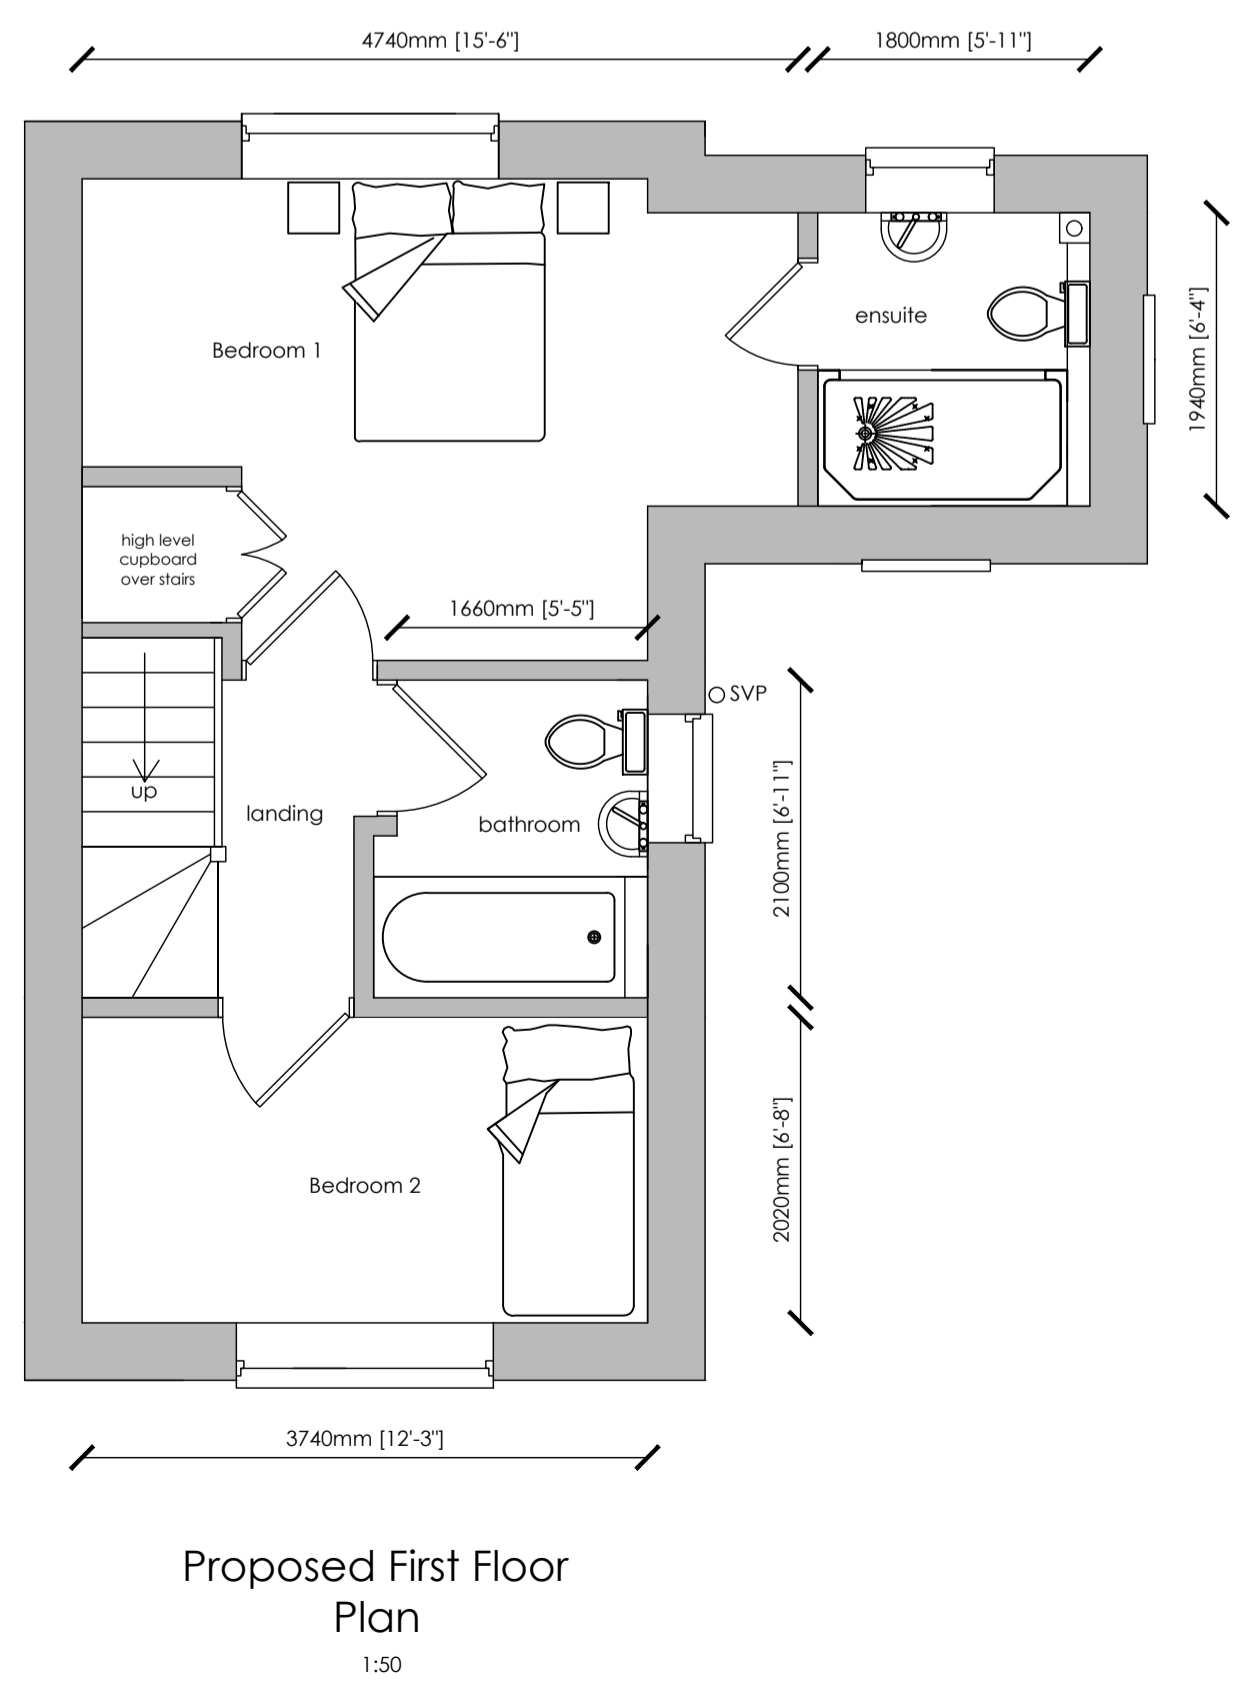 4740mm [15'-6"]
1800mm [5'-11"]
ensuite
1940mm [6'-4"]
Bedroom 1
high level
cupboard
over stairs
1660mm [5'-5"]
SVP
up
landing
bathroom
2100mm [6'-11"]
2020mm [6'-8"]
Bedroom 2
3740mm [12'-3"]
Proposed First Floor
Plan
1:50